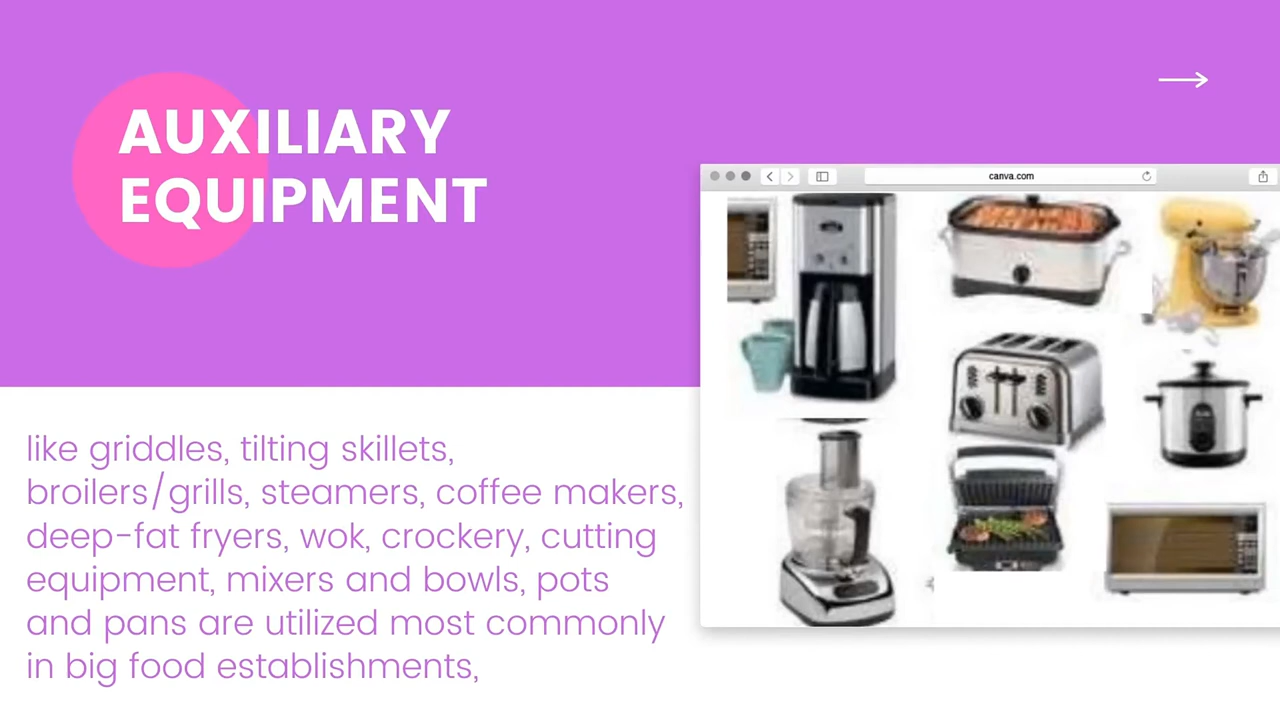 AUXILIARY
EQUIPMENT
canva.com
like griddles, tilting skillets,
broilers/grills, steamers, coffee makers,
deep-fat fryers, wok, crockery, cutting
equipment, mixers and bowls, pots
and pans are utilized most commonly
in big food establishments,